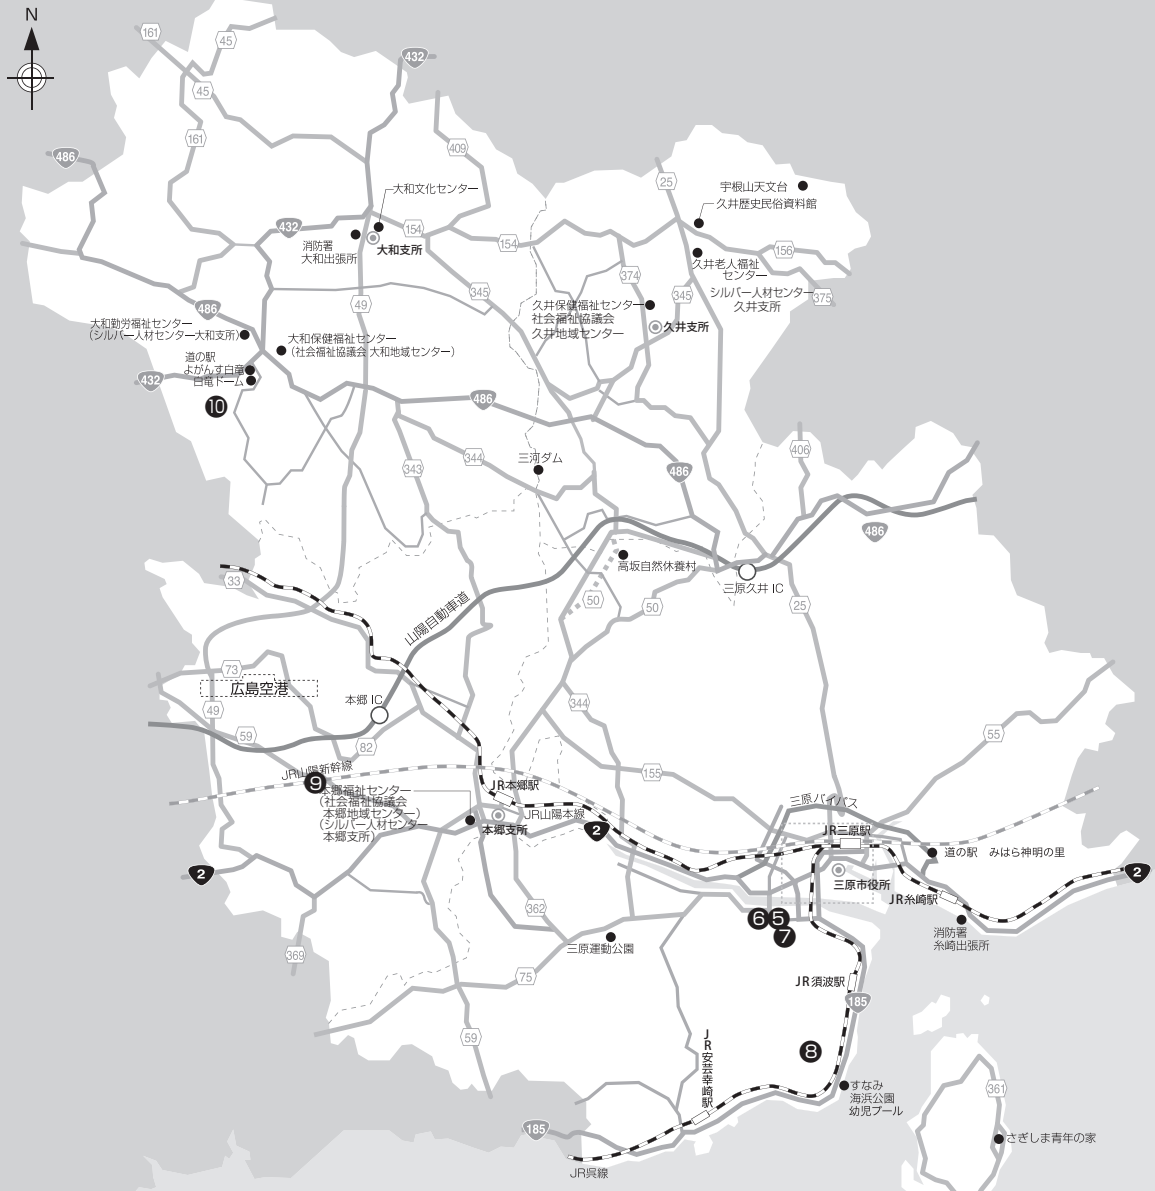 N
161
45
432
45
161
409
486
25
宇根山天文台
久井歴史民俗資料館
大和文化センター
432
154
消防署
大和出張所
大和支所
154
156
374
久井老人福祉
センター
シルバー人材センター
久井支所
375
345
345
49
久井保健福祉センター
社会福祉協議会
久井地域センター
久井支所
486
大和勤労福祉センター
(シルバー人材センター大和支所)
大和保健福祉センター
(社会福祉協議会 大和地域センター)
道の駅
よがんす白竜
白竜ドーム
432
10
486
343
344
三河ダム
486
406
486
高坂自然休養村
三原久井 IC
33
50
50
25
山陽自動車道
73
広島空港
49
本郷 IC
344
59
82
55
JR山陽新幹線
9
155
本郷福祉センター
(社会福祉協議会
本郷地域センター)
(シルバー人材センター
本郷支所)
JR本郷駅
JR山陽本線
本郷支所
2
三原バイパス
JR三原駅
道の駅 みはら神明の里
2
2
三原市役所
JR糸崎駅
消防署
糸崎出張所
362
6
5
7
三原運動公園
369
75
JR須波駅
185
59
JR安芸幸崎駅
8
すなみ
海浜公園
幼児プール
361
さぎしま青年の家
185
JR呉線